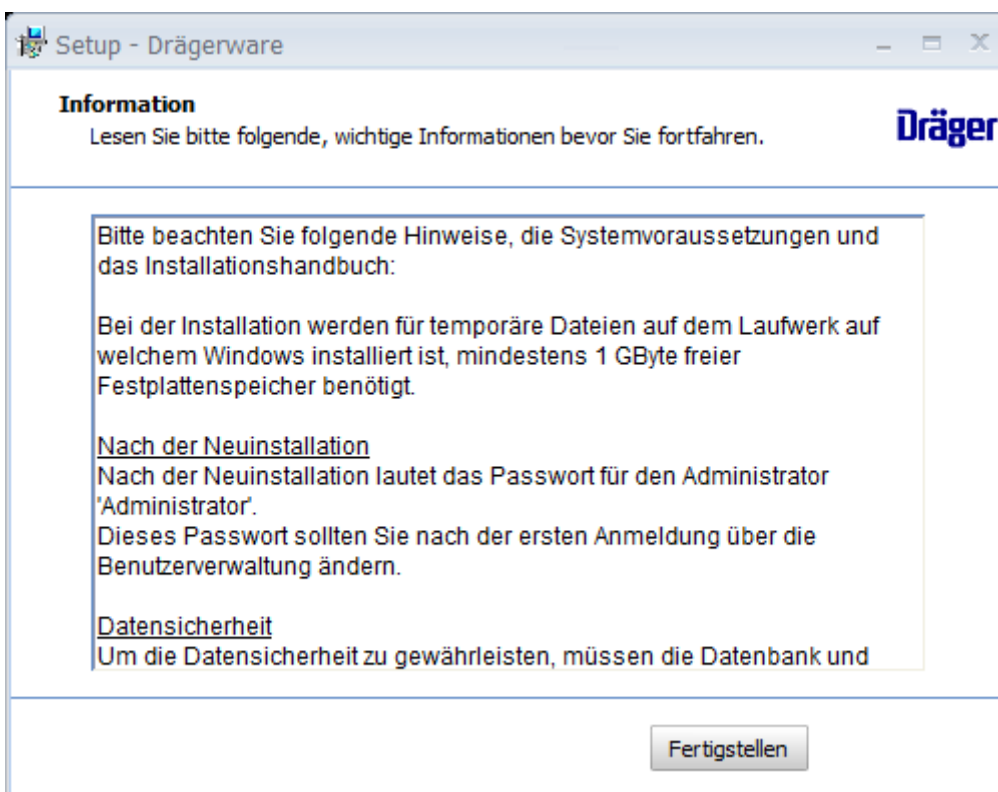 Setup - Drägerware
Information
Lesen Sie bitte folgende, wichtige Informationen bevor Sie fortfahren.
Dräger
Bitte beachten Sie folgende Hinweise, die Systemvoraussetzungen und
das Installationshandbuch:
Bei der Installation werden für temporäre Dateien auf dem Laufwerk auf
welchem Windows installiert ist, mindestens 1 GByte freier
Festplattenspeicher benötigt.
Nach der Neuinstallation
Nach der Neuinstallation lautet das Passwort für den Administrator
'Administrator'.
Dieses Passwort sollten Sie nach der ersten Anmeldung über die
Benutzerverwaltung ändern.
Datensicherheit
Um die Datensicherheit zu gewährleisten, müssen die Datenbank und
Fertigstellen